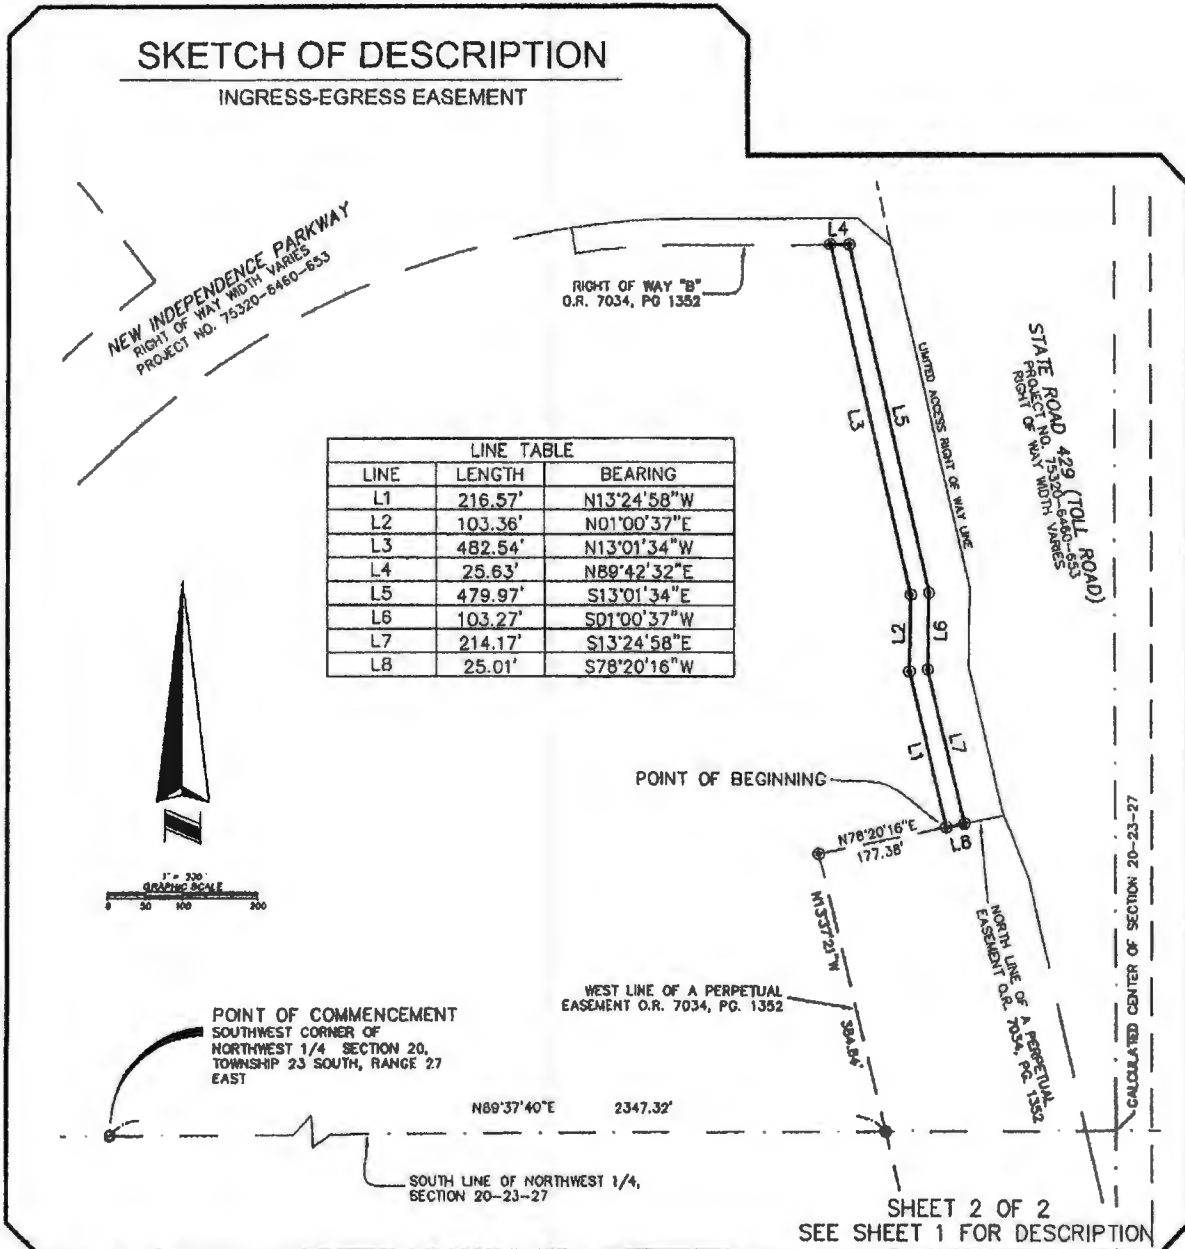 SKETCH OF DESCRIPTION
INGRESS-EGRESS EASEMENT
NEW INDEPENDENCE PARKWAY
RIGHT OF WAY WIDTH VARIES
PROJECT NO. 75320-6460-653
RIGHT OF WAY "B"
O.R. 7034, PG 1352
L4
LIMITED ACCESS RIGHT OF WAY LINE
STATE ROAD 429 (TOLL ROAD)
PROJECT NO. 75320-6460-653
RIGHT OF WAY WIDTH VARIES
L3
L5
LINE TABLE
LINE LENGTH BEARING
L1 216.57' N13°24'58"W
L2 103.36' N01°00'37"E
L3 482.54' N13°01'34"W
L4 25.63' N89°42'32"E
L5 479.97' S13°01'34"E
L6 103.27' S01°00'37"W
L7 214.17' S13°24'58"E
L8 25.01' S78°20'16"W
L2
L6
L1
L7
POINT OF BEGINNING
N78°20'16"E
177.38'
L8
N
1" = 200'
GRAPHIC SCALE
0 50 100 200
N13°37'21"W
384.84'
WEST LINE OF A PERPETUAL
EASEMENT O.R. 7034, PG. 1352
NORTH LINE OF A PERPETUAL
EASEMENT O.R. 7034, PG. 1352
CALCULATED CENTER OF SECTION 20-23-27
POINT OF COMMENCEMENT
SOUTHWEST CORNER OF
NORTHWEST 1/4 SECTION 20,
TOWNSHIP 23 SOUTH, RANGE 27
EAST
N89°37'40"E 2347.32'
SOUTH LINE OF NORTHWEST 1/4,
SECTION 20-23-27
SHEET 2 OF 2
SEE SHEET 1 FOR DESCRIPTION